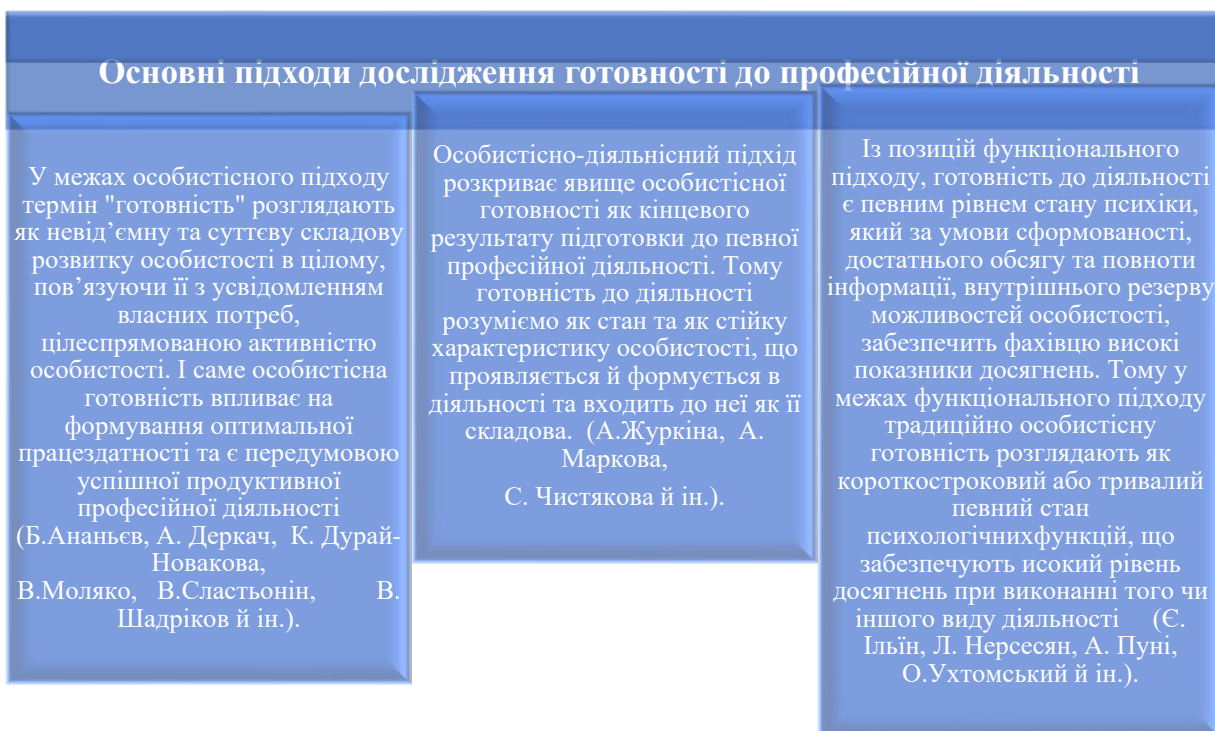 Основні підходи дослідження готовності до професійної діяльності
У межах особистісного підходу
термін "готовність" розглядають
як невід’ємну та суттєву складову
розвитку особистості в цілому,
пов’язуючи її з усвідомленням
власних потреб,
цілеспрямованою активністю
особистості. І саме особистісна
готовність впливає на
формування оптимальної
працездатності та є передумовою
успішної продуктивної
професійної діяльності
(Б.Ананьєв, А. Деркач, К. Дурай-
Новакова,
В.Моляко, В.Сластьонін, В.
Шадріков й ін.).
Особистісно-діяльнісний підхід
розкриває явище особистісної
готовності як кінцевого
результату підготовки до певної
професійної діяльності. Тому
готовність до діяльності
розуміємо як стан та як стійку
характеристику особистості, що
проявляється й формується в
діяльності та входить до неї як її
складова. (А.Журкіна, А.
Маркова,
С. Чистякова й ін.).
Із позицій функціонального
підходу, готовність до діяльності
є певним рівнем стану психіки,
який за умови сформованості,
достатнього обсягу та повноти
інформації, внутрішнього резерву
можливостей особистості,
забезпечить фахівцю високі
показники досягнень. Тому у
межах функціонального підходу
традиційно особистісну
готовність розглядають як
короткостроковий або тривалий
певний стан
психологічнихфункцій, що
забезпечують исокий рівень
досягнень при виконанні того чи
іншого виду діяльності (Є.
Ільїн, Л. Нерсесян, А. Пуні,
О.Ухтомський й ін.).